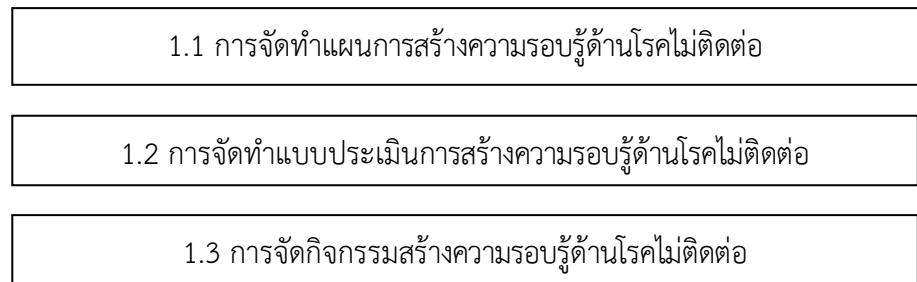 1.1 การจัดทำแผนการสร้างความรอบรู้ด้านโรคไม่ติดต่อ
1.2 การจัดทำแบบประเมินการสร้างความรอบรู้ด้านโรคไม่ติดต่อ
1.3 การจัดกิจกรรมสร้างความรอบรู้ด้านโรคไม่ติดต่อ